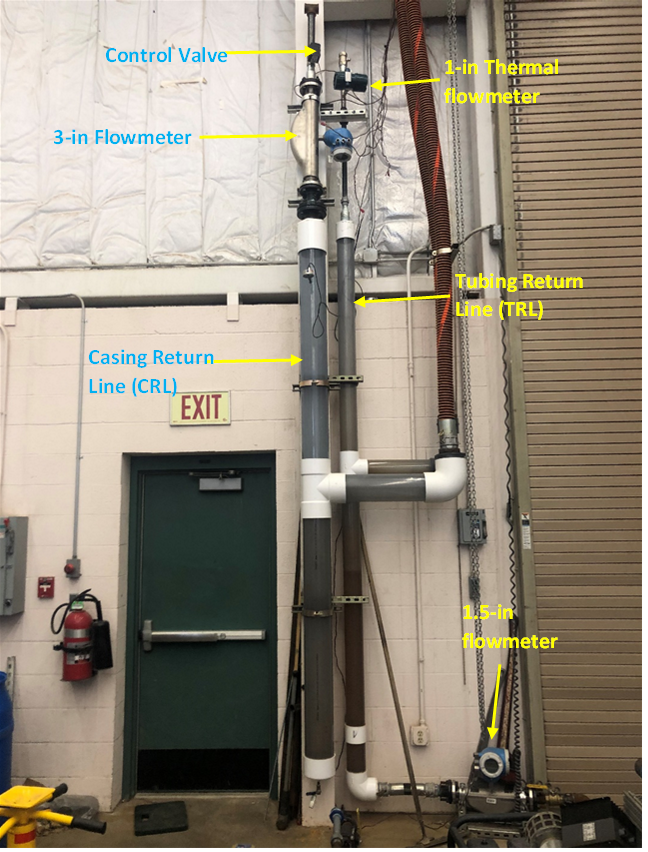 Control Valve
1-in Thermal
flowmeter
3-in Flowmeter
Tubing Return
Line (TRL)
Casing Return
Line (CRL)
EXIT
1.5-in
flowmeter